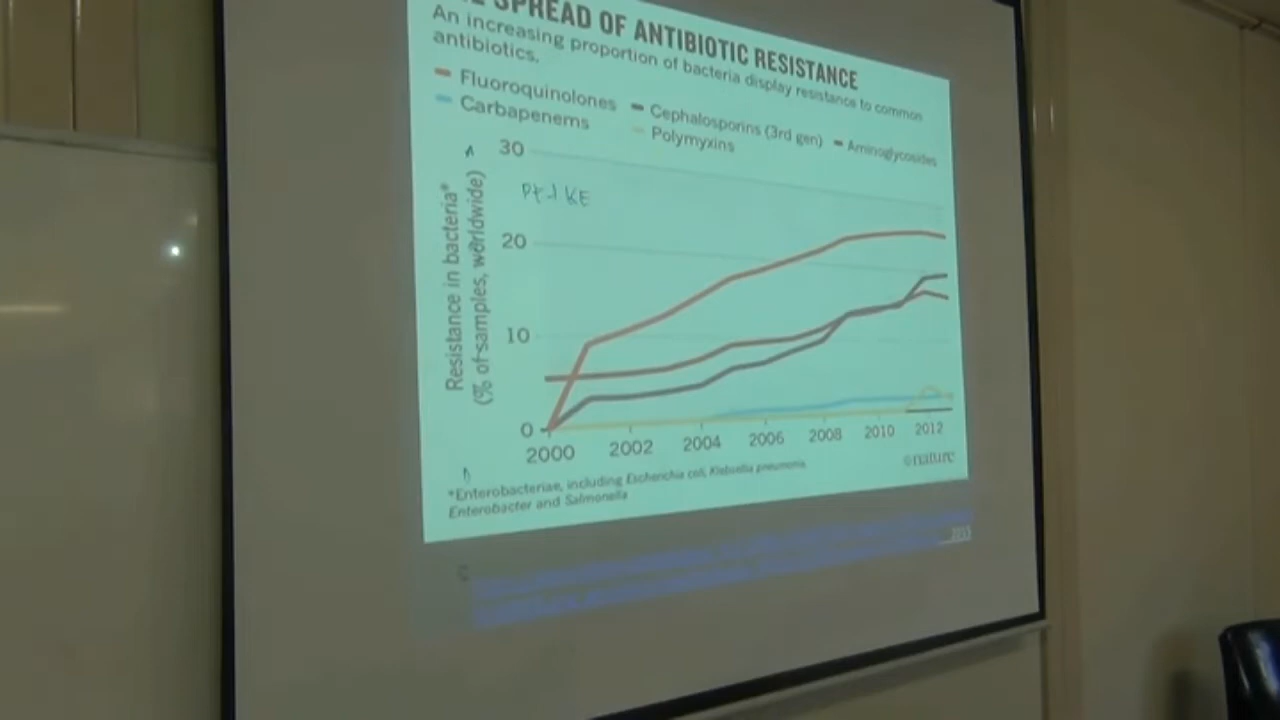 SPREAD OF ANTIBIOTIC RESISTANCE
An increasing proportion of bacteria display resistance to common
antibiotics.
Fluoroquinolones
Cephalosporins (3rd gen)
Aminoglycosides
Carbapenems
Polymyxins
30
20
10
0
Resistance in bacteria*
(% of samples, worldwide)
2000 2002 2004 2006 2008 2010 2012
©nature
*Enterobacteriae, including Escherichia coli, Klebsiella pneumonia,
Enterobacter and Salmonella